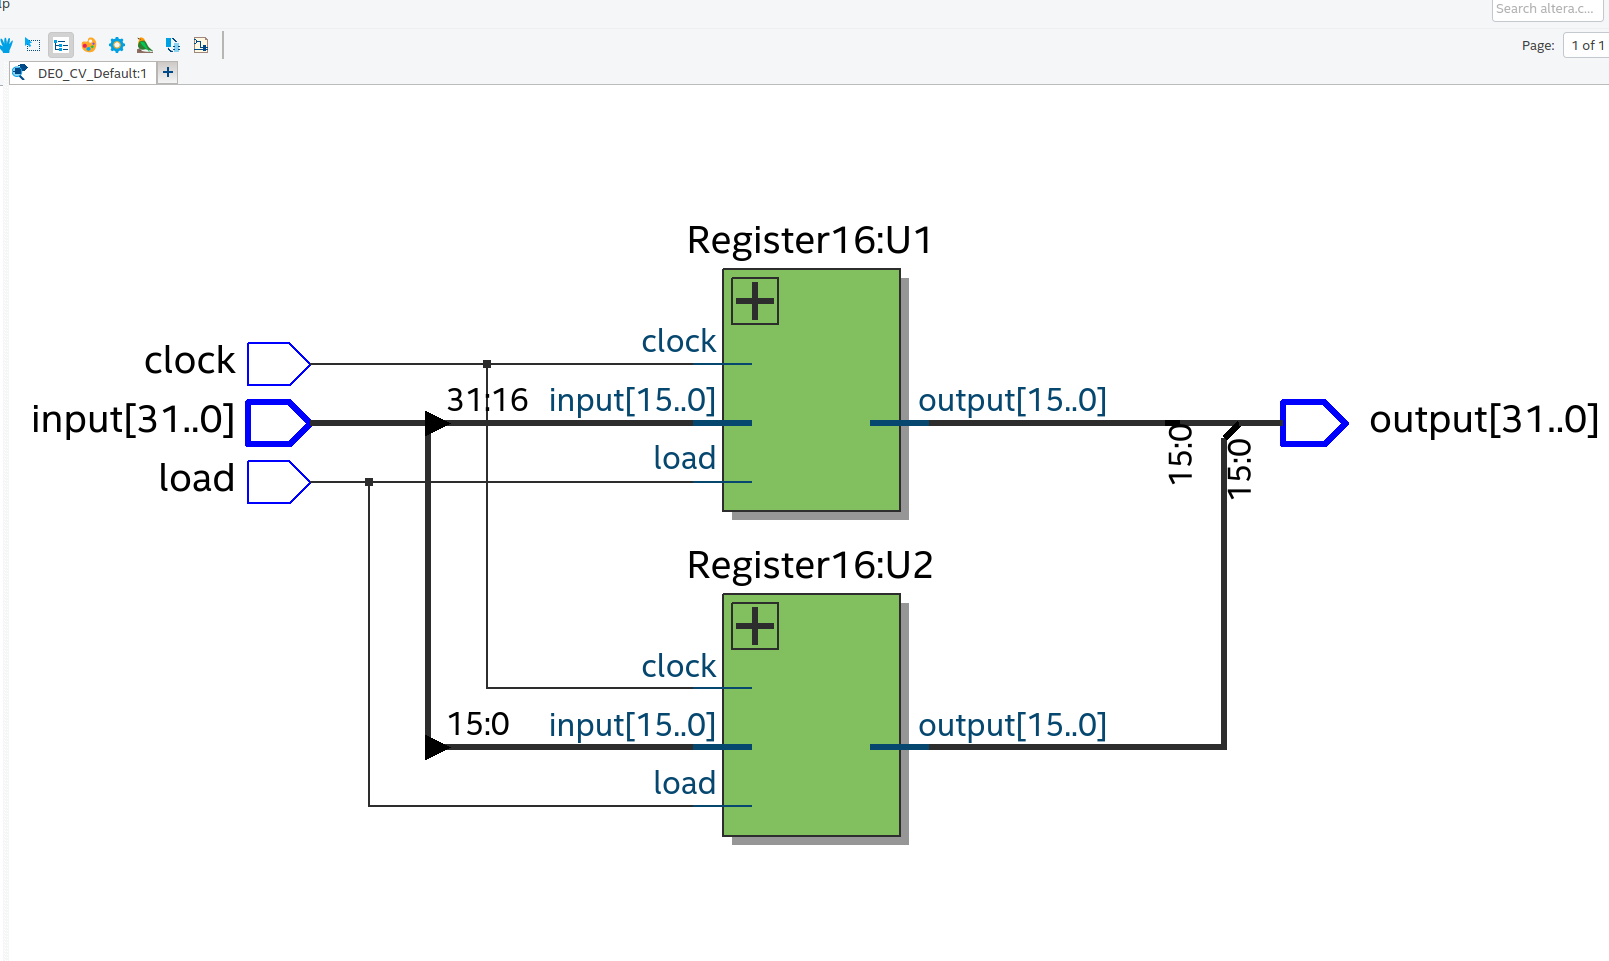 lp
Search altera.c...
Page: 1 of 1
DE0_CV_Default:1
Register16:U1
clock
clock
31:16
input[15..0]
output[15..0]
input[31..0]
output[31..0]
load
load
15:0
15:0
Register16:U2
clock
15:0
input[15..0]
output[15..0]
load